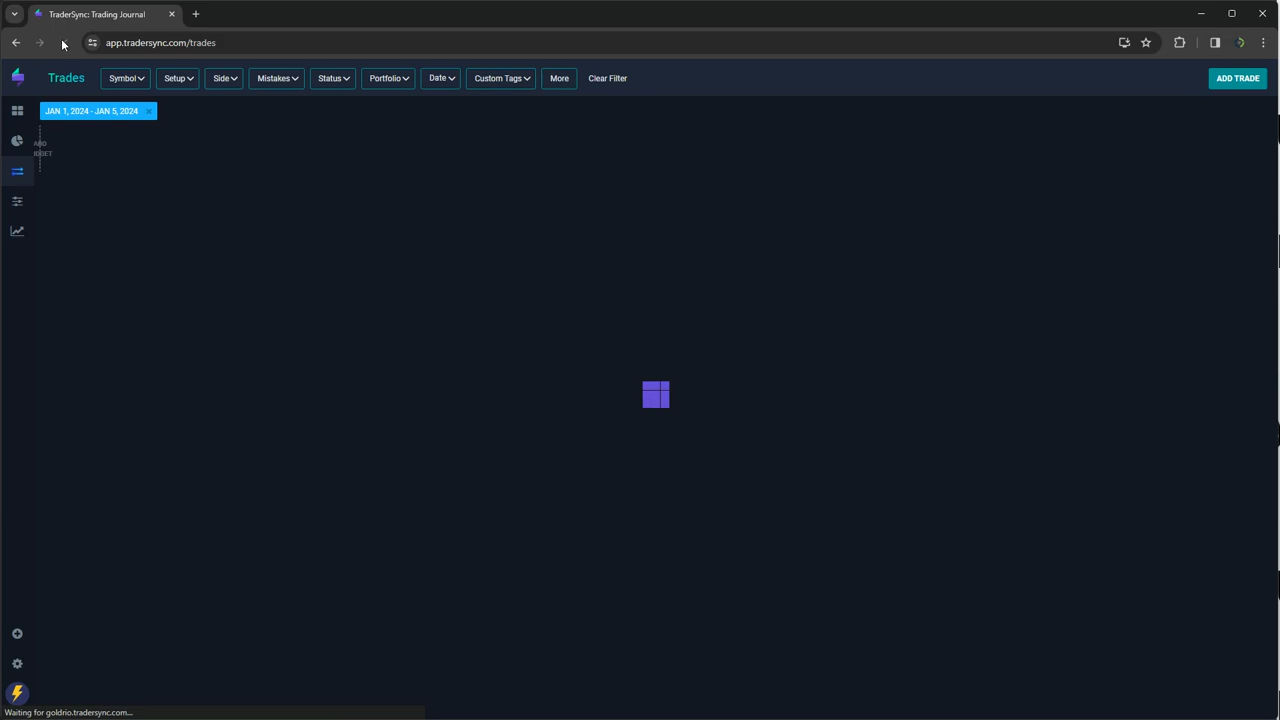 TraderSync: Trading Journal
app.tradersync.com/trades
Trades
Symbol
Setup
Side
Mistakes
Status
Portfolio
Date
Custom Tags
More
Clear Filter
ADD TRADE
JAN 1, 2024 - JAN 5, 2024
Waiting for goldrio.tradersync.com...